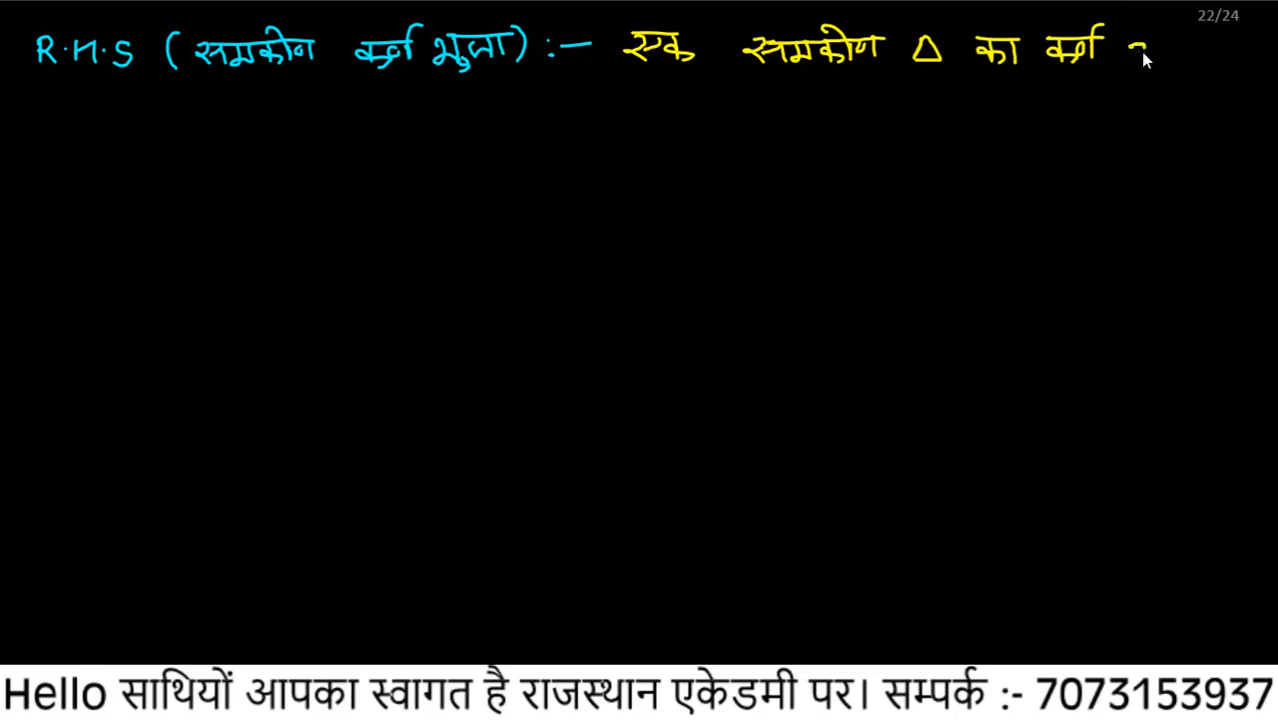 22/24
R.H.S (समकोण कर्ण भुजा) :- एक समकोण Δ का कर्ण
Hello साथियों आपका स्वागत है राजस्थान एकेडमी पर। सम्पर्क :- 7073153937